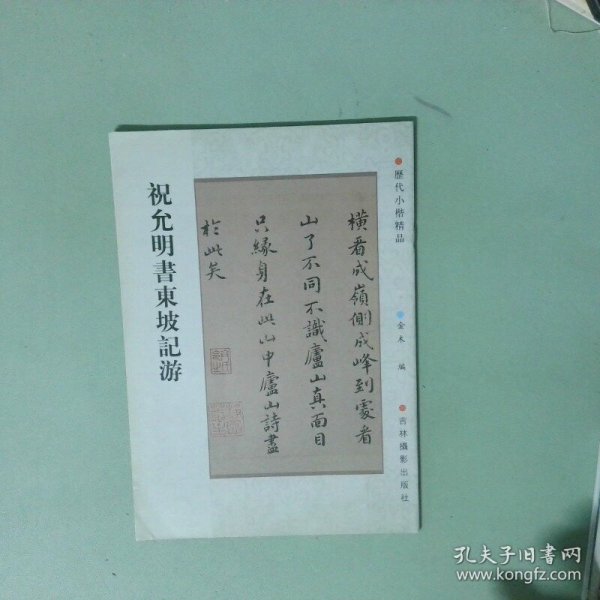 歷代小楷精品
金木 編
吉林攝影出版社
橫看成嶺側成峰到處看
山了不同不識廬山真面目
只緣身在此山中廬山詩盡
於此矣
祝允明書東坡記游
孔夫子旧书网
www.kongfz.com